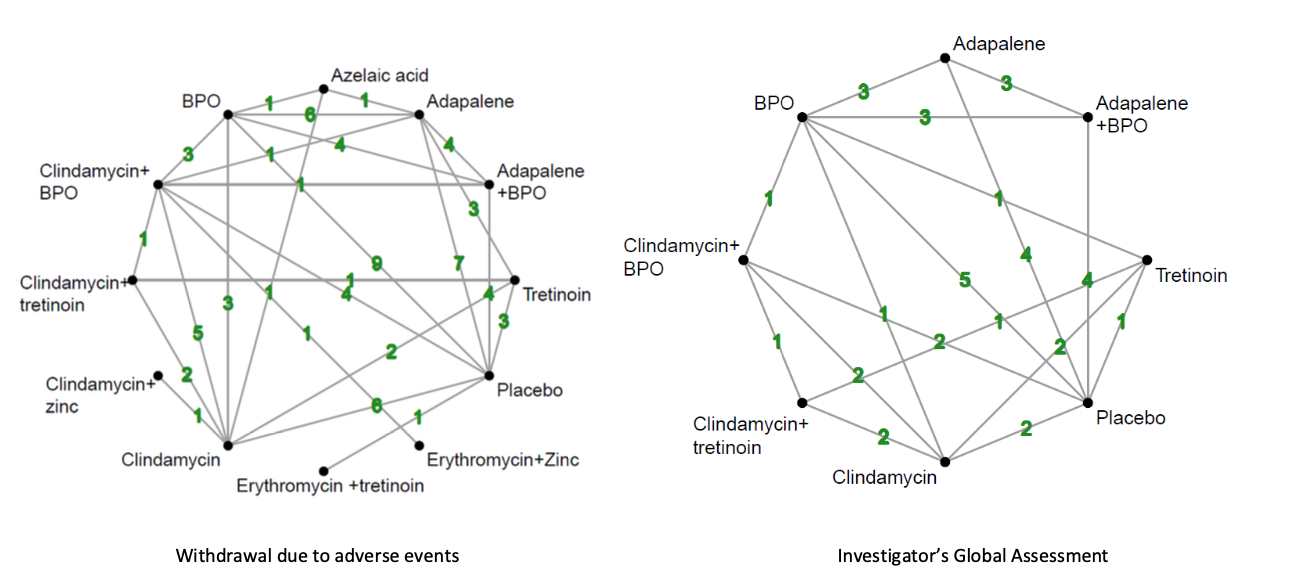 Azelaic acid
BPO
Adapalene
1
1
6
3
1
4
4
Clindamycin+
BPO
Adapalene
+BPO
1
3
1
9
7
Clindamycin+
tretinoin
1
4
1
4
Tretinoin
3
3
5
1
2
2
Clindamycin+
zinc
1
6
1
Placebo
Clindamycin
Erythromycin+Zinc
Erythromycin +tretinoin
Withdrawal due to adverse events
Adapalene
BPO
Adapalene
+BPO
3
3
3
1
1
Clindamycin+
BPO
4
5
4
Tretinoin
1
1
1
1
2
2
2
Clindamycin+
tretinoin
2
2
Placebo
Clindamycin
Investigator’s Global Assessment